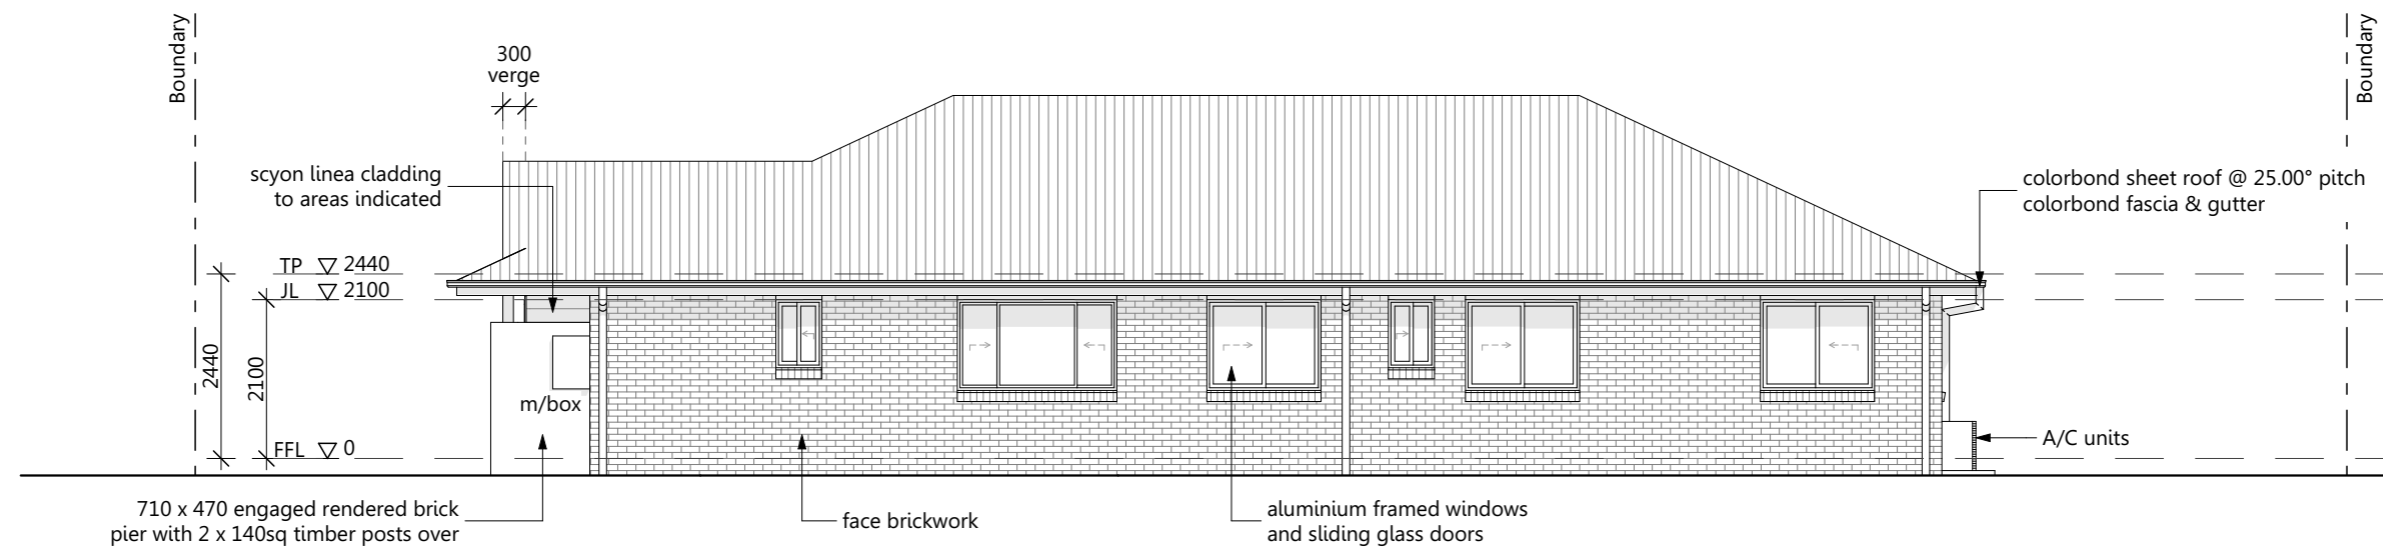 Boundary
Boundary
300
verge
scyon linea cladding
to areas indicated
colorbond sheet roof @ 25.00° pitch
colorbond fascia & gutter
TP 2440
JL 2100
2440
2100
m/box
FFL 0
A/C units
710 x 470 engaged rendered brick
pier with 2 x 140sq timber posts over
face brickwork
aluminium framed windows
and sliding glass doors